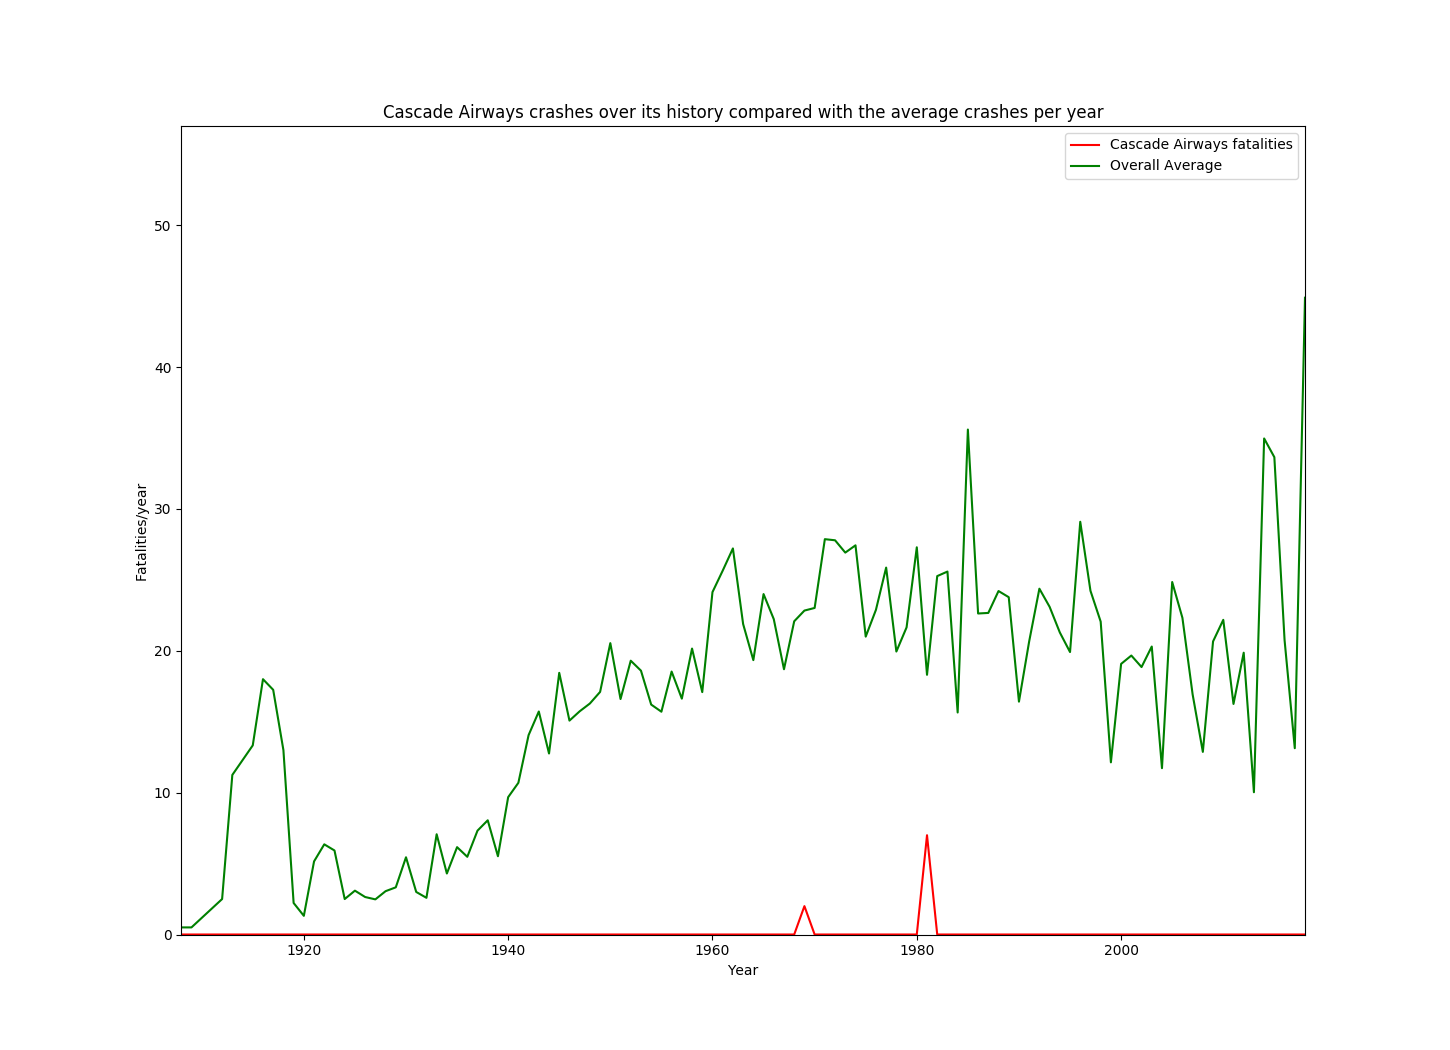 Cascade Airways crashes over its history compared with the average crashes per year
Cascade Airways fatalities
Overall Average
50
40
30
20
10
0
Fatalities/year
1920 1940 1960 1980 2000
Year